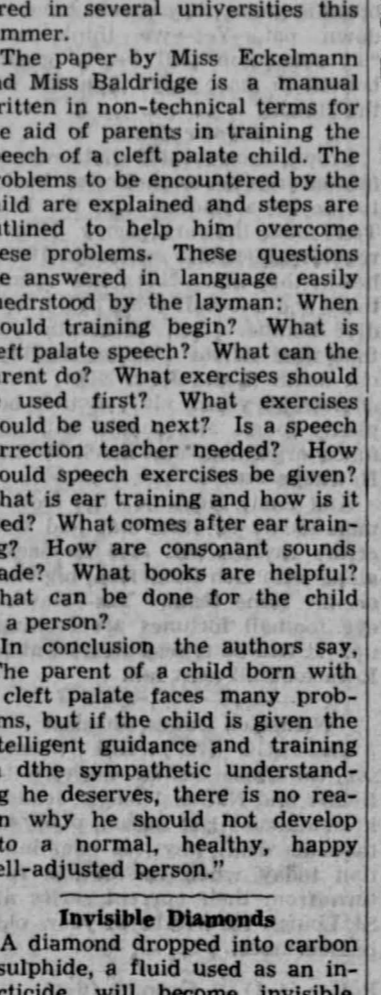 red in several universities this
mmer.
The paper by Miss Eckelmann
nd Miss Baldridge is a manual
ritten in non-technical terms for
e aid of parents in training the
eech of a cleft palate child. The
roblems to be encountered by the
ild are explained and steps are
utlined to help him overcome
ese problems. These questions
e answered in language easily
nedrstood by the layman: When
ould training begin? What is
eft palate speech? What can the
rent do? What exercises should
used first? What exercises
ould be used next? Is a speech
rrection teacher needed? How
ould speech exercises be given?
hat is ear training and how is it
ed? What comes after ear train-
g? How are consonant sounds
ade? What books are helpful?
hat can be done for the child
a person?
In conclusion the authors say,
The parent of a child born with
cleft palate faces many prob-
ms, but if the child is given the
telligent guidance and training
dthe sympathetic understand-
g he deserves, there is no rea-
n why he should not develop
to a normal, healthy, happy
ell-adjusted person."
Invisible Diamonds
A diamond dropped into carbon
sulphide, a fluid used as an in-
cticide, will become invisible